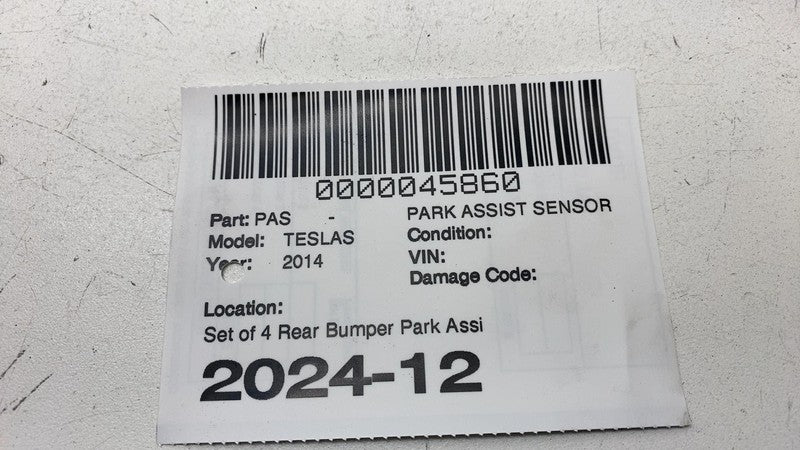 0000045860
Part: PAS - PARK ASSIST SENSOR
Model: TESLAS Condition:
Year: 2014 VIN:
Damage Code:
Location:
Set of 4 Rear Bumper Park Assi
2024-12